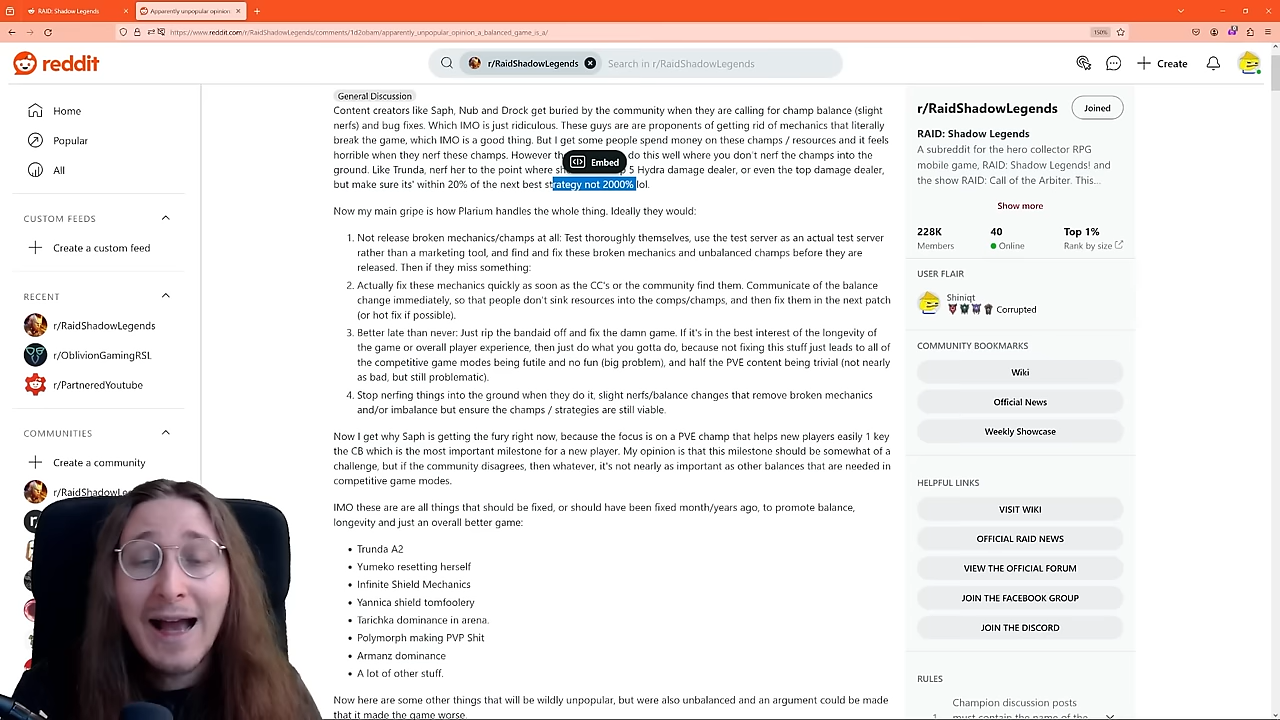 RAID: Shadow Legends
Apparently unpopular opinion
https://www.reddit.com/r/RaidShadowLegends/comments/1d2obam/apparently_unpopular_opinion_a_balanced_game_is_a/
150%
reddit
r/RaidShadowLegends
Search in r/RaidShadowLegends
Create
Home
Popular
All
CUSTOM FEEDS
Create a custom feed
RECENT
r/RaidShadowLegends
r/OblivionGamingRSL
r/PartneredYoutube
COMMUNITIES
Create a community
r/RaidShadowLeg
General Discussion
Content creators like Saph, Nub and Drock get buried by the community when they are calling for champ balance (slight
nerfs) and bug fixes. Which IMO is just ridiculous. These guys are are proponents of getting rid of mechanics that literally
break the game, which IMO is a good thing. But I get some people spend money on these champs / resources and it feels
horrible when they nerf these champs. However th do this well where you don't nerf the champs into the
Embed
ground. Like Trunda, nerf her to the point where sh 5 Hydra damage dealer, or even the top damage dealer,
but make sure its' within 20% of the next best strategy not 2000% lol.
Now my main gripe is how Plarium handles the whole thing. Ideally they would:
1. Not release broken mechanics/champs at all: Test thoroughly themselves, use the test server as an actual test server
rather than a marketing tool, and find and fix these broken mechanics and unbalanced champs before they are
released. Then if they miss something:
2. Actually fix these mechanics quickly as soon as the CC's or the community find them. Communicate of the balance
change immediately, so that people don't sink resources into the comps/champs, and then fix them in the next patch
(or hot fix if possible).
3. Better late than never: Just rip the bandaid off and fix the damn game. If it's in the best interest of the longevity of
the game or overall player experience, then just do what you gotta do, because not fixing this stuff just leads to all of
the competitive game modes being futile and no fun (big problem), and half the PVE content being trivial (not nearly
as bad, but still problematic).
4. Stop nerfing things into the ground when they do it, slight nerfs/balance changes that remove broken mechanics
and/or imbalance but ensure the champs / strategies are still viable.
Now I get why Saph is getting the fury right now, because the focus is on a PVE champ that helps new players easily 1 key
the CB which is the most important milestone for a new player. My opinion is that this milestone should be somewhat of a
challenge, but if the community disagrees, then whatever, it's not nearly as important as other balances that are needed in
competitive game modes.
IMO these are are all things that should be fixed, or should have been fixed month/years ago, to promote balance,
longevity and just an overall better game:
• Trunda A2
• Yumeko resetting herself
• Infinite Shield Mechanics
• Yannica shield tomfoolery
• Tarichka dominance in arena.
• Polymorph making PVP Shit
• Armanz dominance
• A lot of other stuff.
Now here are some other things that will be wildly unpopular, but were also unbalanced and an argument could be made
that it made the game worse.
r/RaidShadowLegends
Joined
RAID: Shadow Legends
A subreddit for the hero collector RPG
mobile game, RAID: Shadow Legends! and
the show RAID: Call of the Arbiter. This...
Show more
228K 40 Top 1%
Members Online Rank by size
USER FLAIR
Shiniqt
Corrupted
COMMUNITY BOOKMARKS
Wiki
Official News
Weekly Showcase
HELPFUL LINKS
VISIT WIKI
OFFICIAL RAID NEWS
VIEW THE OFFICIAL FORUM
JOIN THE FACEBOOK GROUP
JOIN THE DISCORD
RULES
1 Champion discussion posts
must contain the name of the